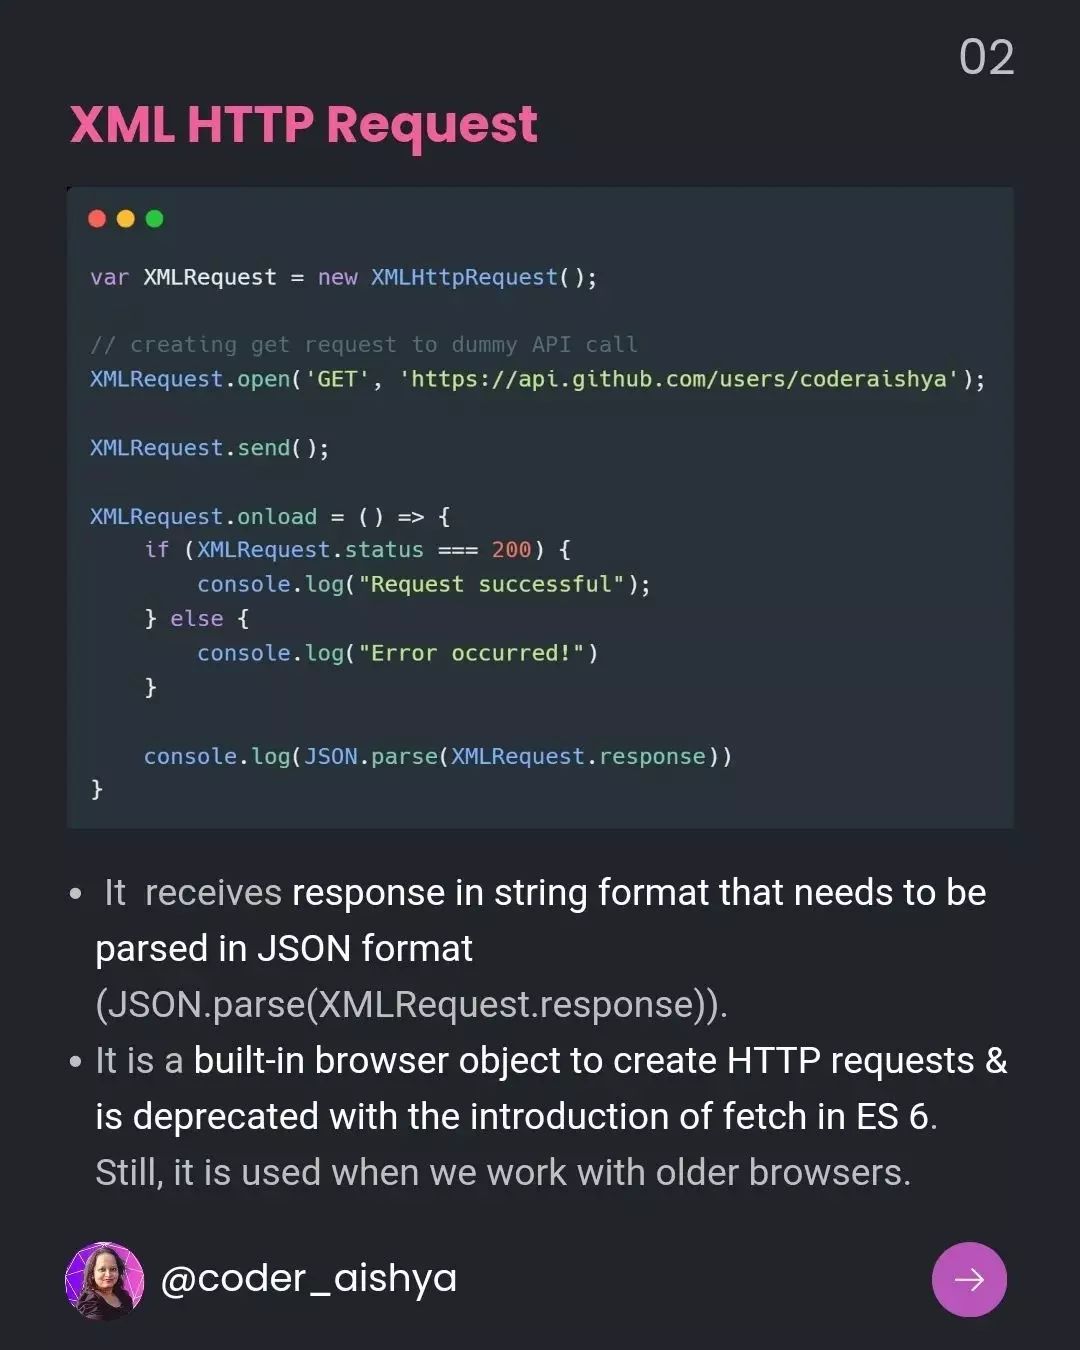 02
XML HTTP Request
var XMLRequest = new XMLHttpRequest();
// creating get request to dummy API call
XMLRequest.open('GET', 'https://api.github.com/users/coderaishya');
XMLRequest.send();
XMLRequest.onload = () => {
    if (XMLRequest.status === 200) {
        console.log("Request successful");
    } else {
        console.log("Error occurred!")
    }
    console.log(JSON.parse(XMLRequest.response))
}
• It receives response in string format that needs to be
parsed in JSON format
(JSON.parse(XMLRequest.response)).
• It is a built-in browser object to create HTTP requests &
is deprecated with the introduction of fetch in ES 6.
Still, it is used when we work with older browsers.
@coder_aishya